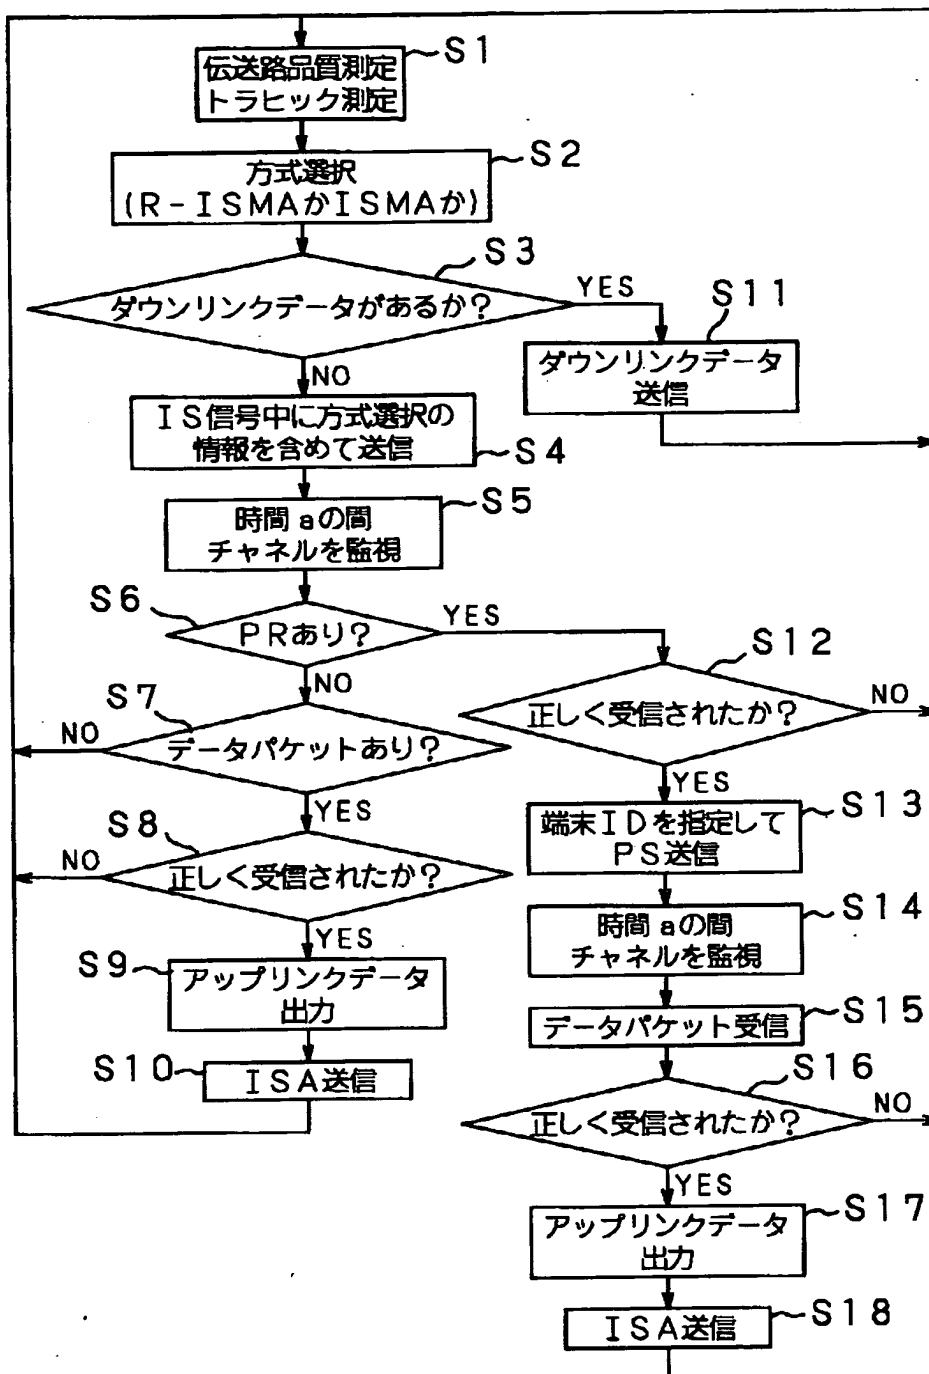 S1
伝送路品質測定
トラヒック測定
S2
方式選択
(R-ISMAかISMAか)
S3
ダウンリンクデータがあるか?
YES
NO
S11
ダウンリンクデータ
送信
IS信号中に方式選択の
情報を含めて送信
S4
S5
時間aの間
チャネルを監視
S6
PRあり?
YES
NO
S7
データパケットあり?
NO
YES
S8
正しく受信されたか?
NO
YES
S9
アップリンクデータ
出力
S10
ISA送信
S12
正しく受信されたか?
NO
YES
S13
端末IDを指定して
PS送信
S14
時間aの間
チャネルを監視
S15
データパケット受信
S16
正しく受信されたか?
NO
YES
S17
アップリンクデータ
出力
S18
ISA送信